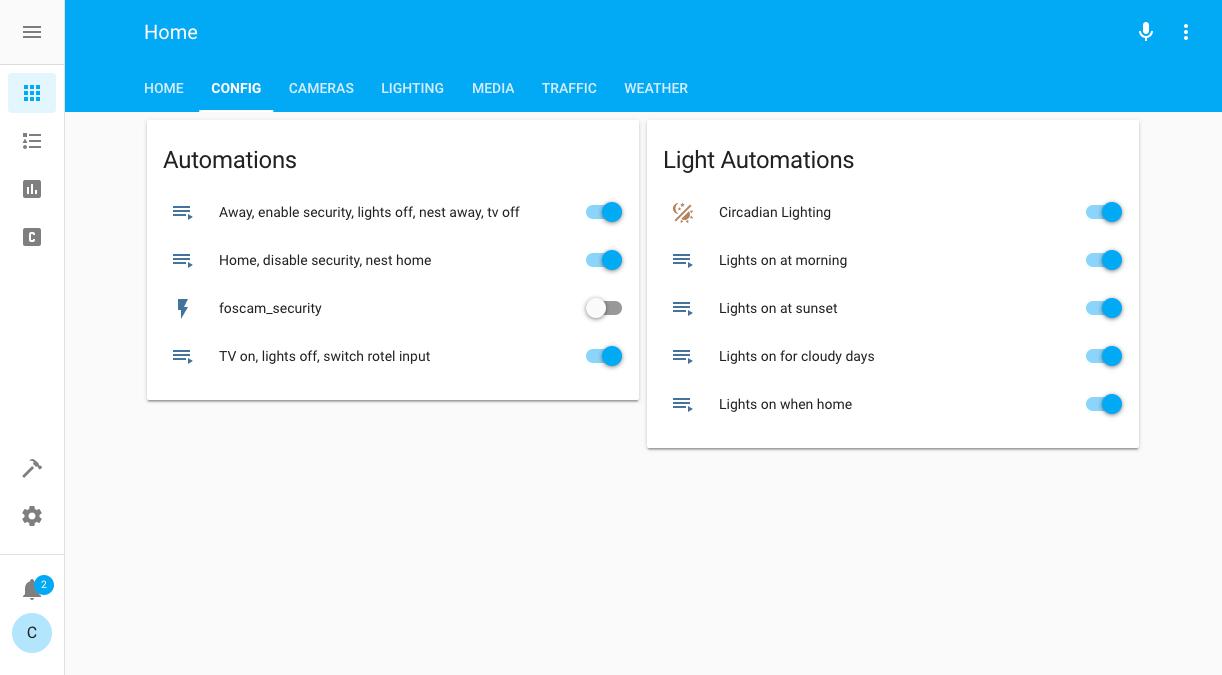 Home
HOME CONFIG CAMERAS LIGHTING MEDIA TRAFFIC WEATHER
C
Automations
Away, enable security, lights off, nest away, tv off
Home, disable security, nest home
foscam_security
TV on, lights off, switch rotel input
Light Automations
Circadian Lighting
Lights on at morning
Lights on at sunset
Lights on for cloudy days
Lights on when home
2
C